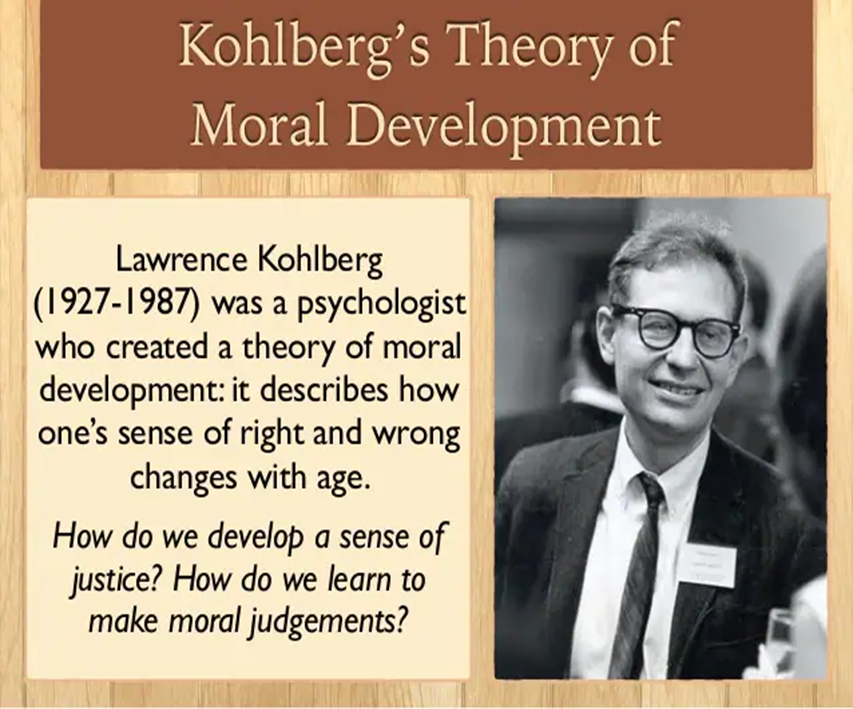 Kohlberg’s Theory of
Moral Development
Lawrence Kohlberg
(1927-1987) was a psychologist
who created a theory of moral
development: it describes how
one’s sense of right and wrong
changes with age.
How do we develop a sense of
justice? How do we learn to
make moral judgements?